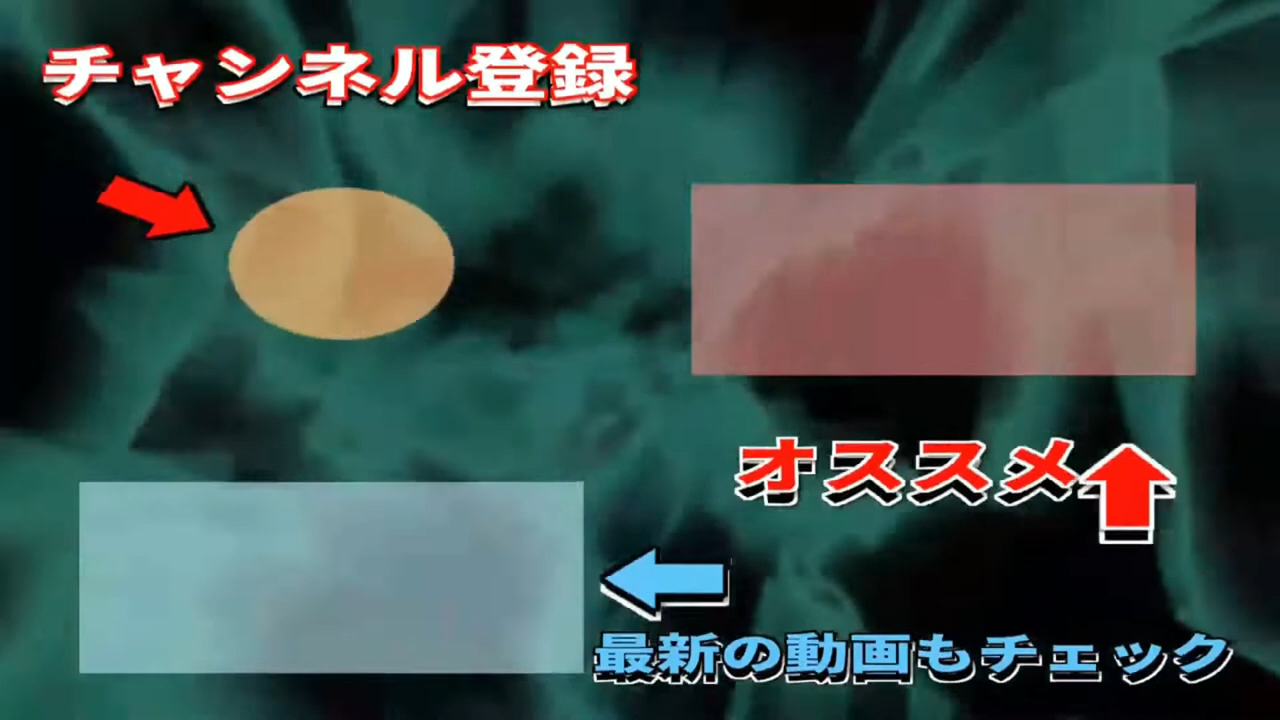 チャンネル登録
オススメ
最新の動画もチェック